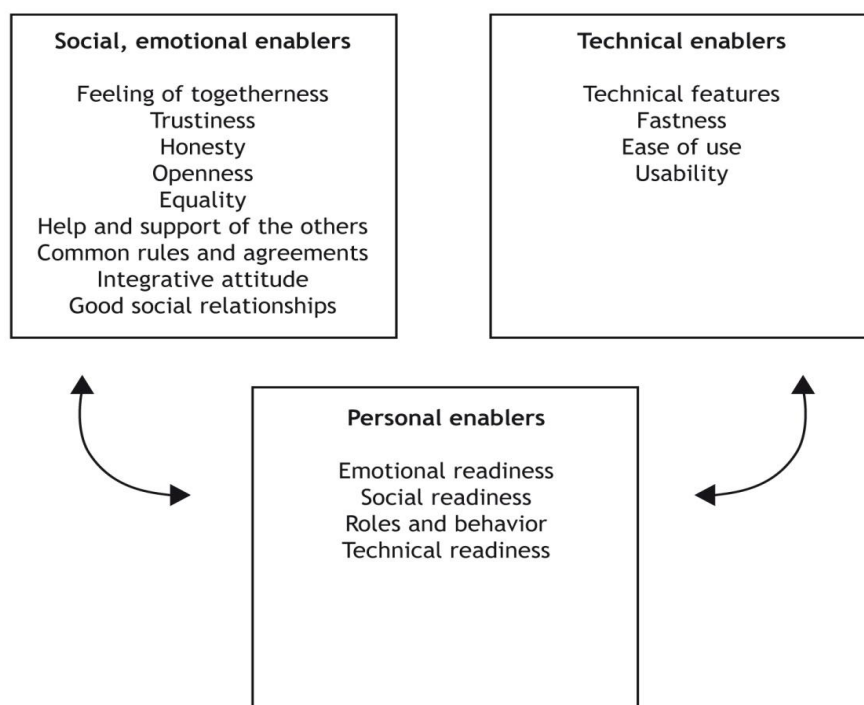 Social, emotional enablers
Feeling of togetherness
Trustiness
Honesty
Openness
Equality
Help and support of the others
Common rules and agreements
Integrative attitude
Good social relationships
Technical enablers
Technical features
Fastness
Ease of use
Usability
Personal enablers
Emotional readiness
Social readiness
Roles and behavior
Technical readiness